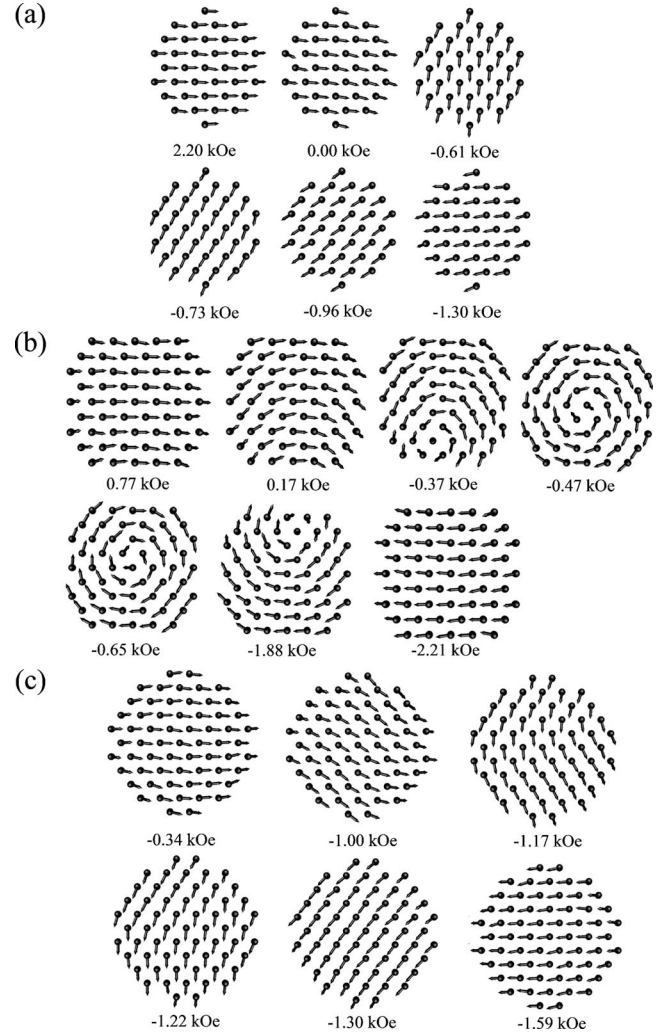 (a)
2.20 kOe 0.00 kOe -0.61 kOe
-0.73 kOe -0.96 kOe -1.30 kOe
(b)
0.77 kOe 0.17 kOe -0.37 kOe -0.47 kOe
-0.65 kOe -1.88 kOe -2.21 kOe
(c)
-0.34 kOe -1.00 kOe -1.17 kOe
-1.22 kOe -1.30 kOe -1.59 kOe